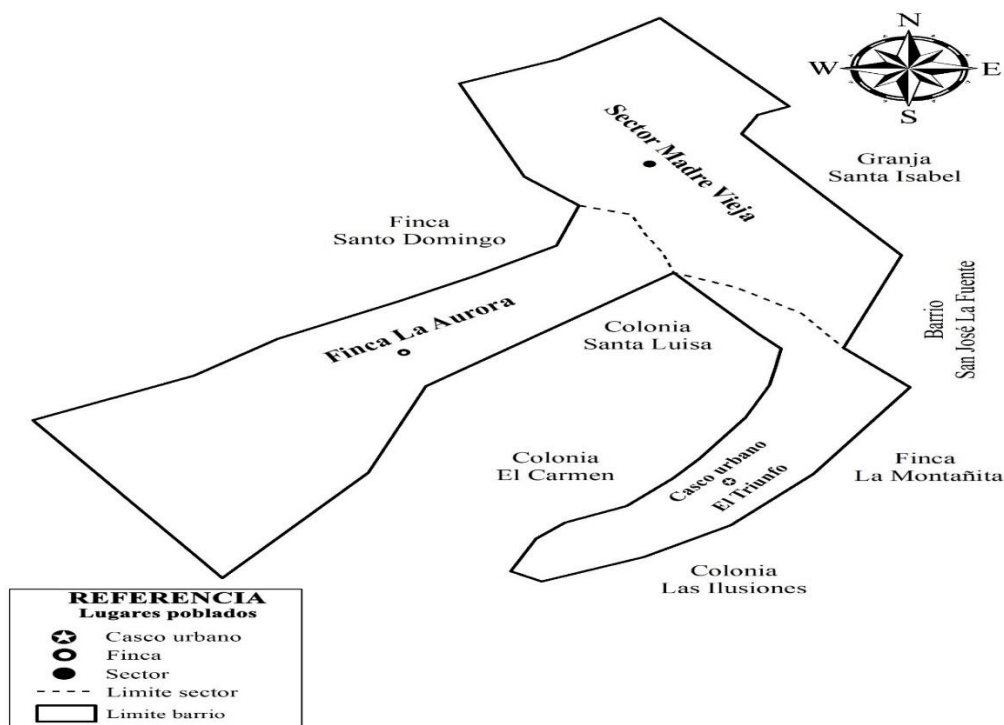 N
W
E
S
Sector Madre Vieja
Granja
Santa Isabel
Finca
Santo Domingo
Barrio
San José La Fuente
Finca La Aurora
Colonia
Santa Luisa
Colonia
El Carmen
Casco urbano
El Triunfo
Finca
La Montañita
Colonia
Las Ilusiones
REFERENCIA
Lugares poblados
Casco urbano
Finca
Sector
Limite sector
Limite barrio